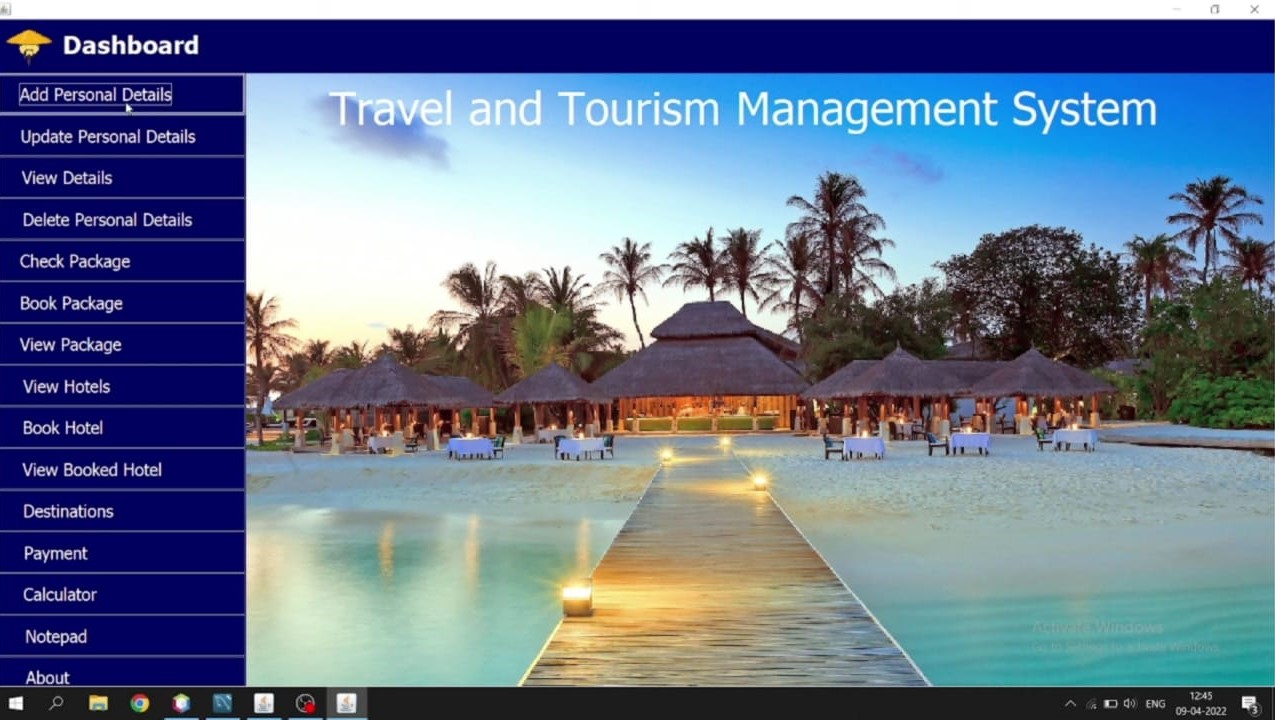 Dashboard
Add Personal Details
Update Personal Details
View Details
Delete Personal Details
Check Package
Book Package
View Package
View Hotels
Book Hotel
View Booked Hotel
Destinations
Payment
Calculator
Notepad
About
Travel and Tourism Management System
Activate Windows
Go to Settings to activate Windows.
ENG
12:45
09-04-2022
3